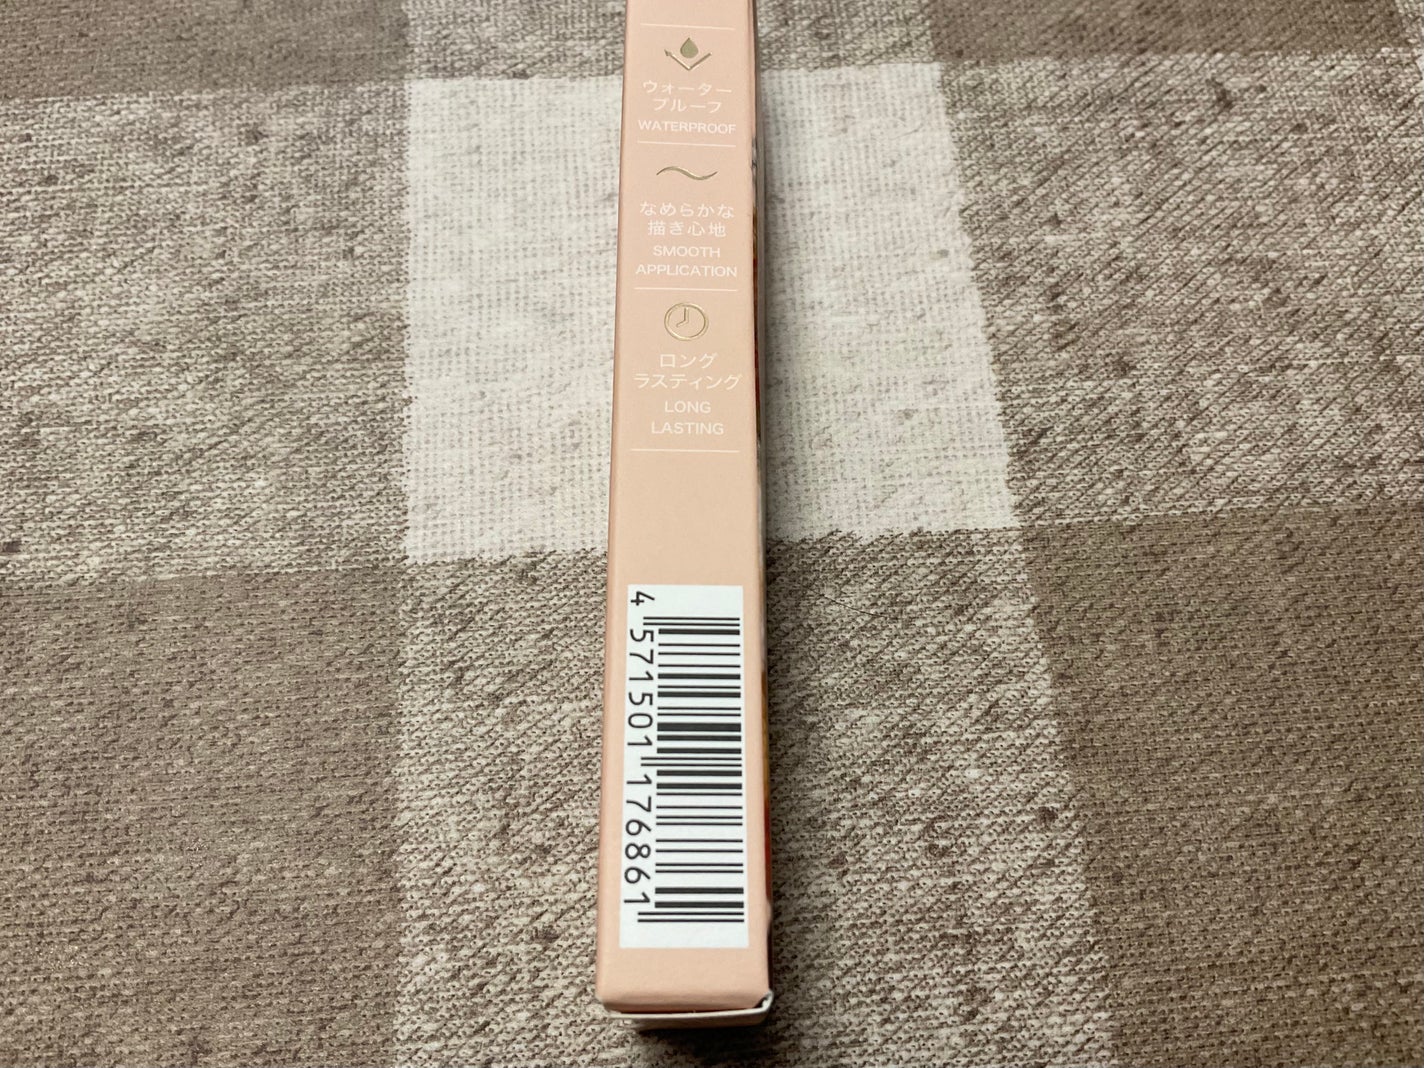 ウォーター
プルーフ
WATERPROOF
なめらかな
描き心地
SMOOTH
APPLICATION
ロング
ラスティング
LONG
LASTING
4 571501 176861